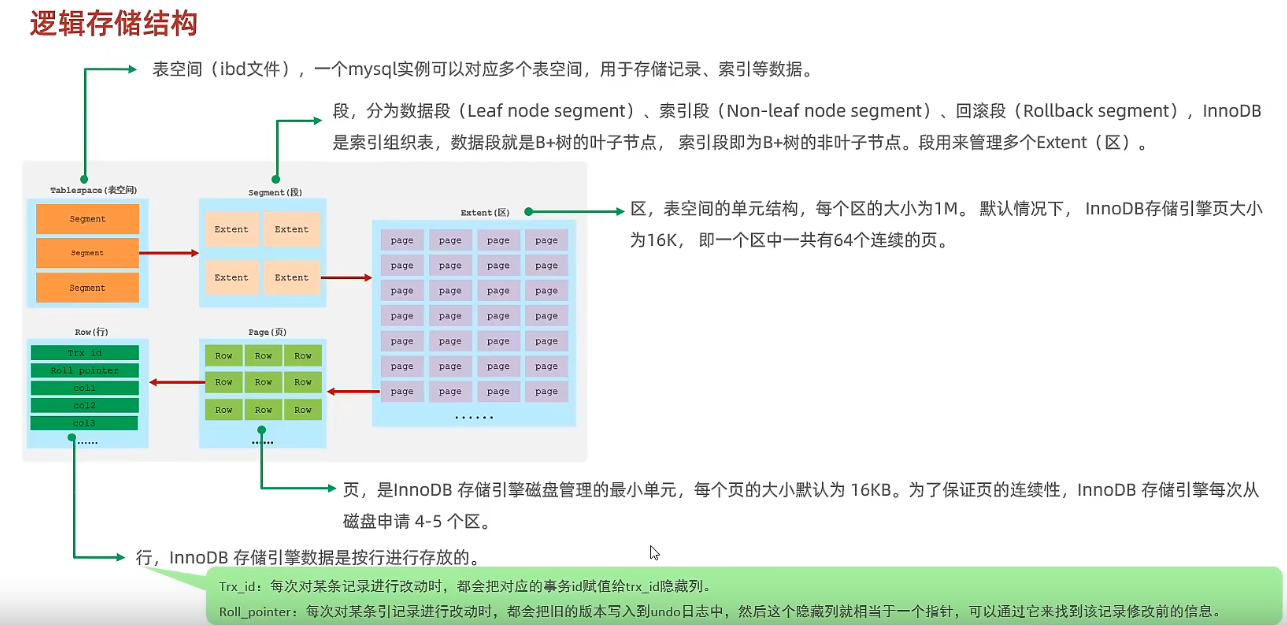 逻辑存储结构
表空间（ibd文件），一个mysql实例可以对应多个表空间，用于存储记录、索引等数据。
段，分为数据段（Leaf node segment）、索引段（Non-leaf node segment）、回滚段（Rollback segment），InnoDB
是索引组织表，数据段就是B+树的叶子节点， 索引段即为B+树的非叶子节点。段用来管理多个Extent（区）。
Tablespace(表空间)
Segment
Segment
Segment
Segment(段)
Extent Extent
Extent Extent
Extent(区)
page page page page
page page page page
page page page page
page page page page
page page page page
page page page page
page page page page
......
区，表空间的单元结构，每个区的大小为1M。 默认情况下， InnoDB存储引擎页大小
为16K， 即一个区中一共有64个连续的页。
Row(行)
Trx id
Roll pointer
col1
col2
col3
......
Page(页)
Row Row Row
Row Row Row
Row Row Row
......
页，是InnoDB 存储引擎磁盘管理的最小单元，每个页的大小默认为 16KB。为了保证页的连续性，InnoDB 存储引擎每次从
磁盘申请 4-5 个区。
行，InnoDB 存储引擎数据是按行进行存放的。
Trx_id：每次对某条记录进行改动时，都会把对应的事务id赋值给trx_id隐藏列。
Roll_pointer：每次对某条引记录进行改动时，都会把旧的版本写入到undo日志中，然后这个隐藏列就相当于一个指针，可以通过它来找到该记录修改前的信息。